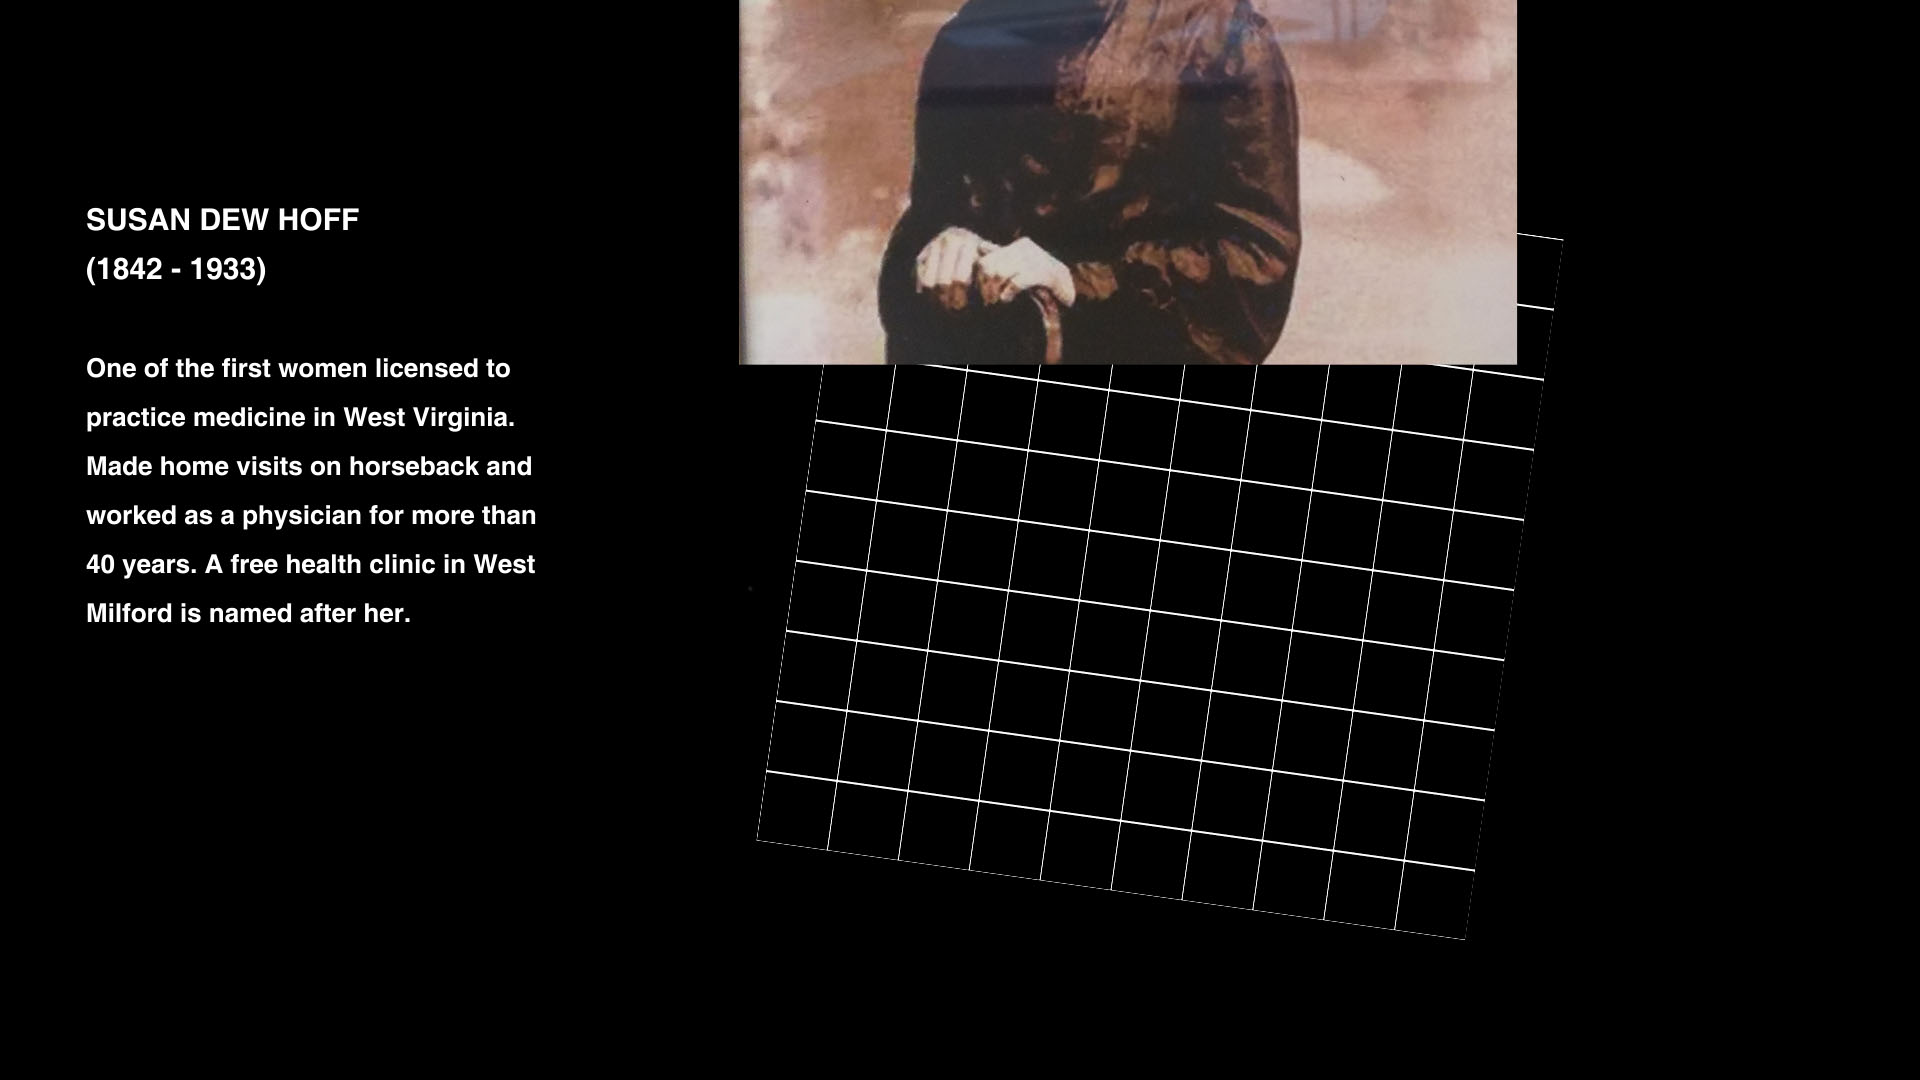 SUSAN DEW HOFF
(1842 - 1933)
One of the first women licensed to
practice medicine in West Virginia.
Made home visits on horseback and
worked as a physician for more than
40 years. A free health clinic in West
Milford is named after her.